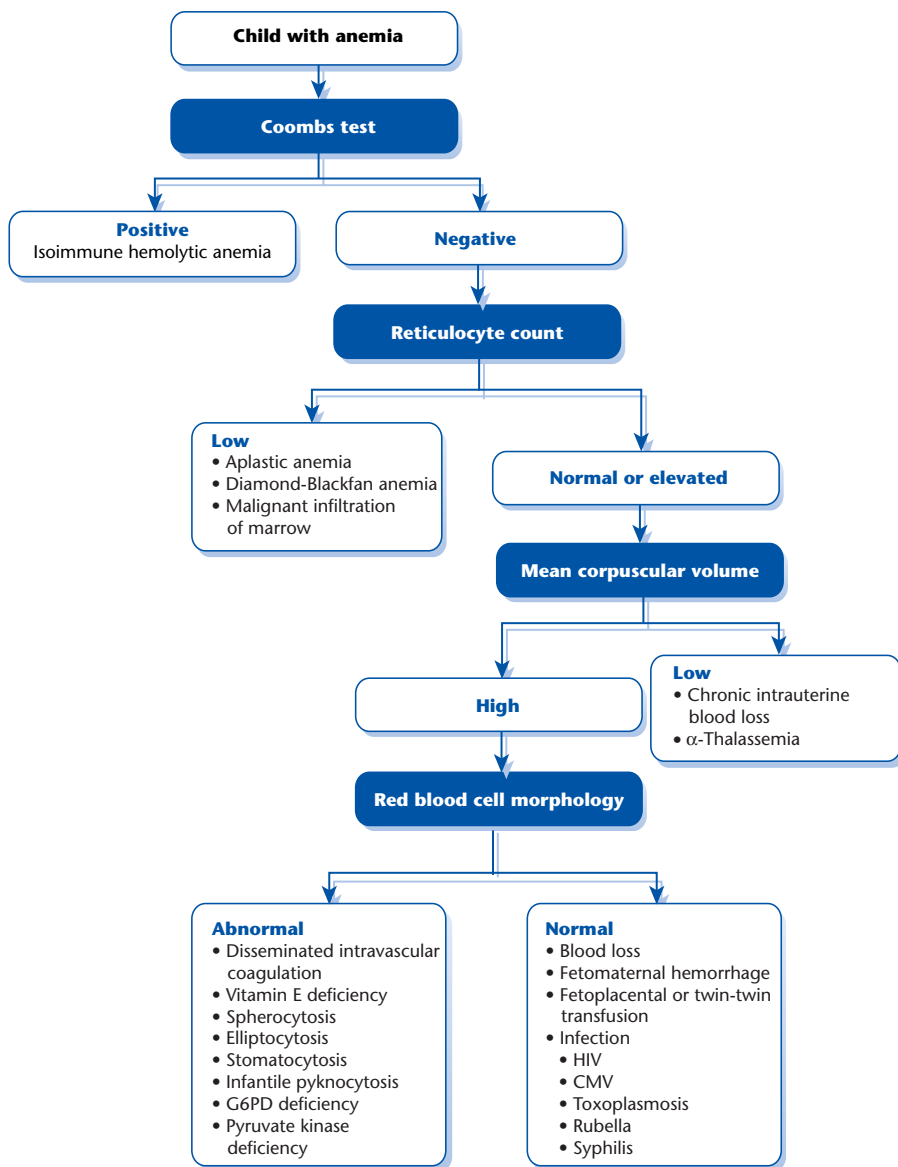 Child with anemia
Coombs test
Positive
Isoimmune hemolytic anemia
Negative
Reticulocyte count
Low
• Aplastic anemia
• Diamond-Blackfan anemia
• Malignant infiltration
of marrow
Normal or elevated
Mean corpuscular volume
High
Low
• Chronic intrauterine
blood loss
• α-Thalassemia
Red blood cell morphology
Abnormal
• Disseminated intravascular
coagulation
• Vitamin E deficiency
• Spherocytosis
• Elliptocytosis
• Stomatocytosis
• Infantile pyknocytosis
• G6PD deficiency
• Pyruvate kinase
deficiency
Normal
• Blood loss
• Fetomaternal hemorrhage
• Fetoplacental or twin-twin
transfusion
• Infection
• HIV
• CMV
• Toxoplasmosis
• Rubella
• Syphilis